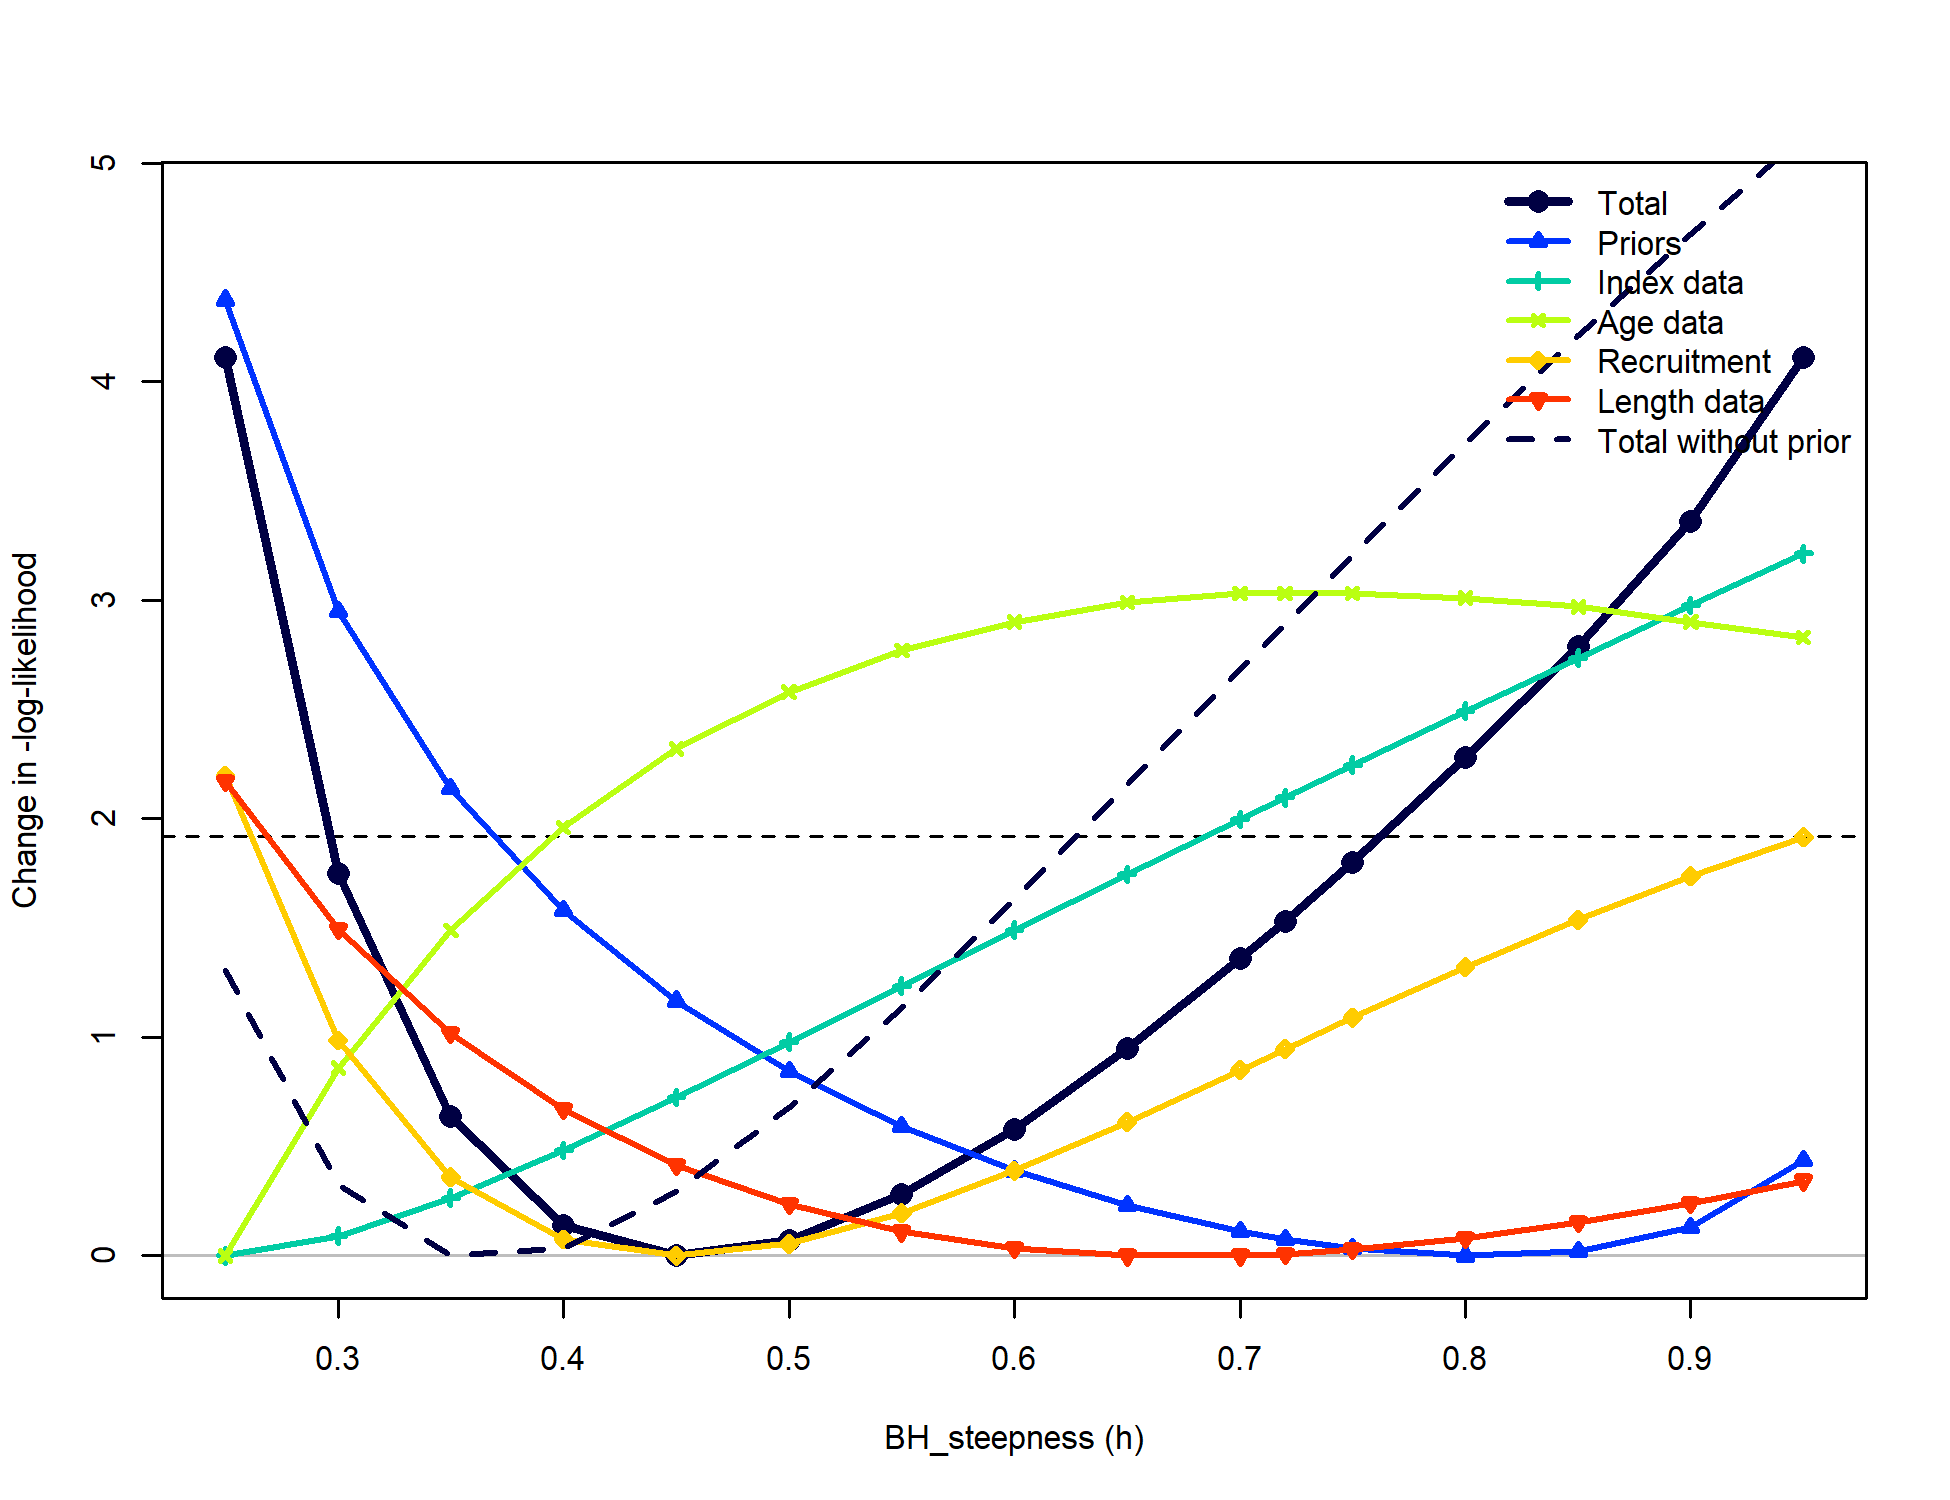 Change in -log-likelihood
5
4
3
2
1
0
Total
Priors
Index data
Age data
Recruitment
Length data
Total without prior
0.3 0.4 0.5 0.6 0.7 0.8 0.9
BH_steepness (h)